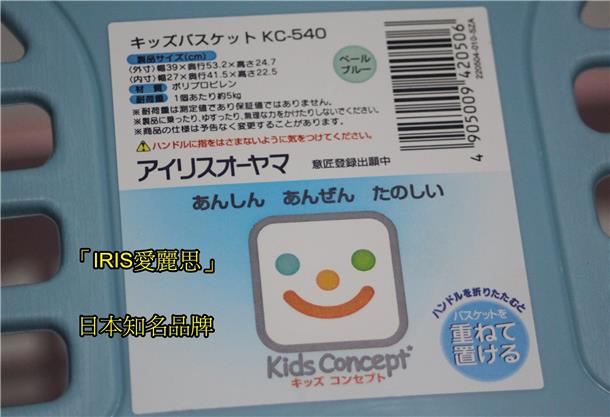 キッズバスケット KC-540
製品サイズ(cm)
(外寸)幅39×奥行53.2×高さ24.7
(内寸)幅27×奥行41.5×高さ22.5
材質 ポリプロピレン
耐荷量 1個あたり約5kg
※耐荷量は測定値であり保証値ではありません。
※製品に乗ったり、ゆすったり、無理な力をかけたりしないでください。
※商品の仕様は予告なく変更することがあります。
⚠ハンドルに指をはさまないように気をつけてください。
ペール
ブルー
4 905009 420506
220504-010-SZA
アイリスオーヤマ 意匠登録出願中
あんしん あんぜん たのしい
「IRIS愛麗思」
日本知名品牌
Kids Concept
キッズ コンセプト
ハンドルを折りたたむと
バスケットを
重ねて
置ける